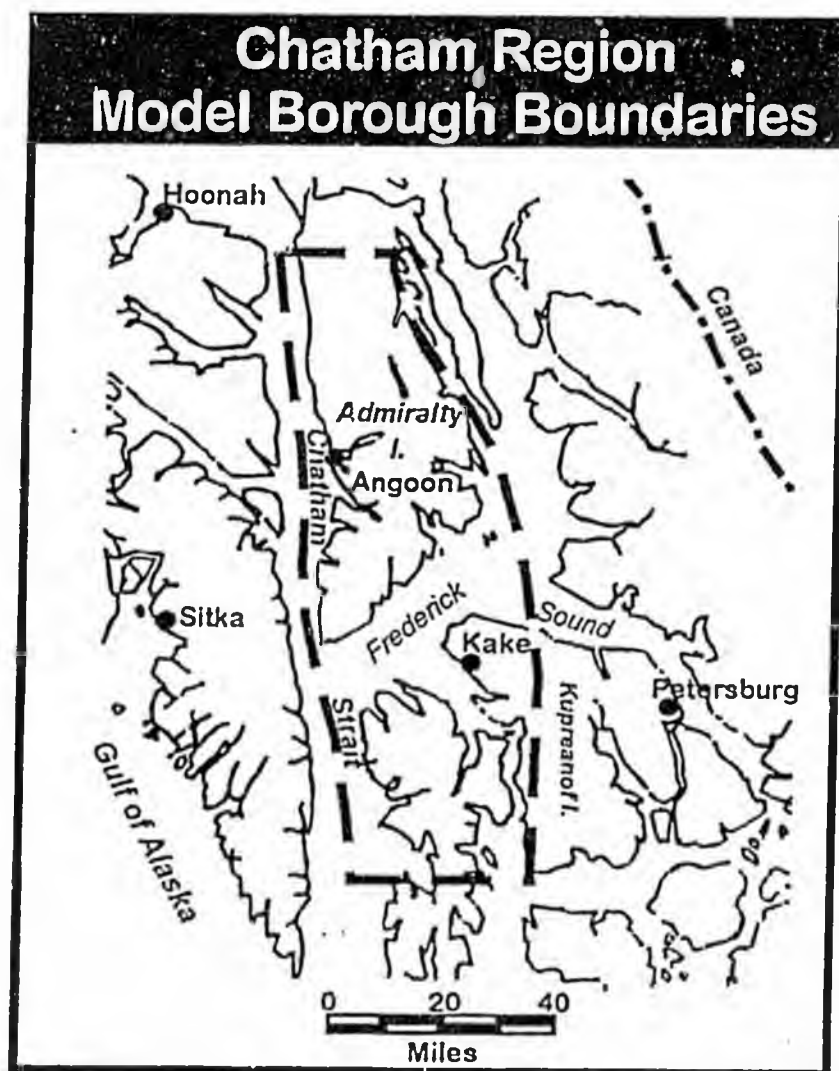 Chatham Region
Model Borough Boundaries
Hoonah
Canada
Admiralty
I.
Chatham
Angoon
Sitka
Frederick
Sound
Kake
Petersburg
Strait
Kupreanof I.
Gulf of Alaska
0 20 40
Miles